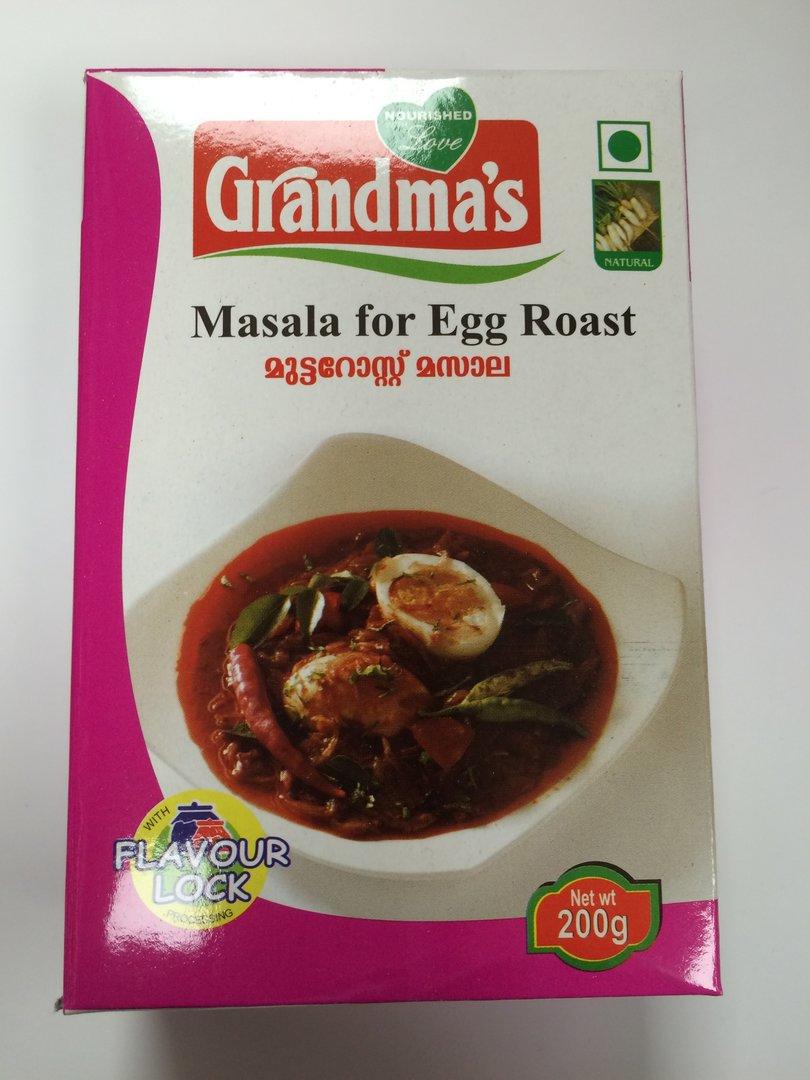 NOURISHED
Love
Grandma's
NATURAL
Masala for Egg Roast
മുട്ടറോസ്റ്റ് മസാല
WITH
FLAVOUR
LOCK
PROCESSING
Net wt
200g